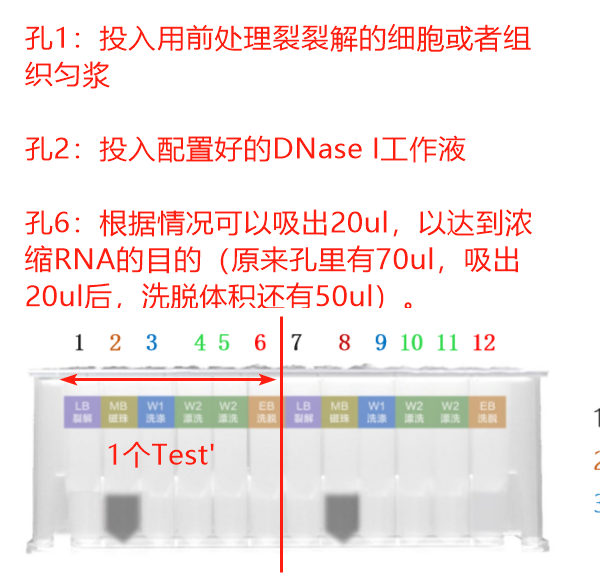 孔1：投入用前处理裂裂解的细胞或者组
织匀浆
孔2：投入配置好的DNase I工作液
孔6：根据情况可以吸出20ul，以达到浓
缩RNA的目的（原来孔里有70ul，吸出
20ul后，洗脱体积还有50ul）。
1 2 3 4 5 6 7 8 9 10 11 12
LB MB W1 W2 W2 EB LB MB W1 W2 W2 EB
裂解 磁珠 洗涤 漂洗 漂洗 洗脱 裂解 磁珠 洗涤 漂洗 漂洗 洗脱
1个Test'